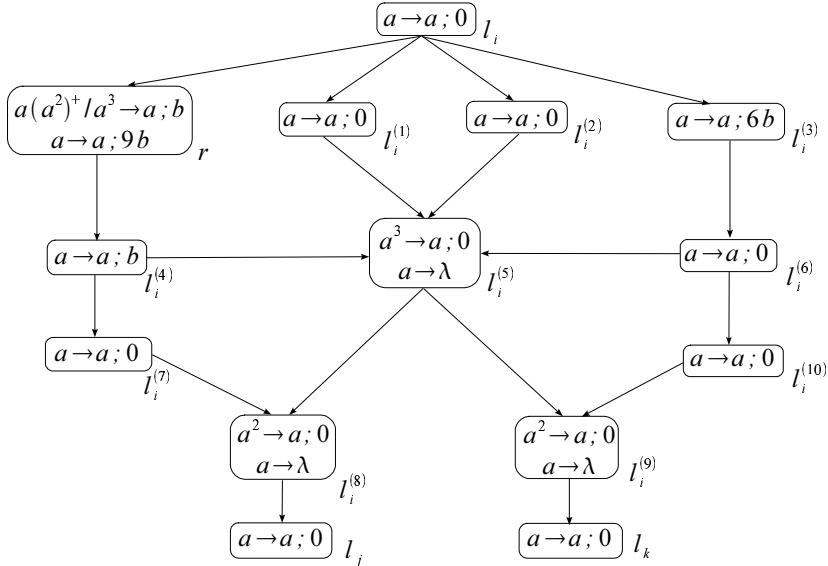 a→a;0
l_i
a(a²)⁺/a³→a;b
a→a;9b
r
a→a;0
l_i^(1)
a→a;0
l_i^(2)
a→a;6b
l_i^(3)
a→a;b
l_i^(4)
a³→a;0
a→λ
l_i^(5)
a→a;0
l_i^(6)
a→a;0
l_i^(7)
a→a;0
l_i^(10)
a²→a;0
a→λ
l_i^(8)
a²→a;0
a→λ
l_i^(9)
a→a;0
l_j
a→a;0
l_k